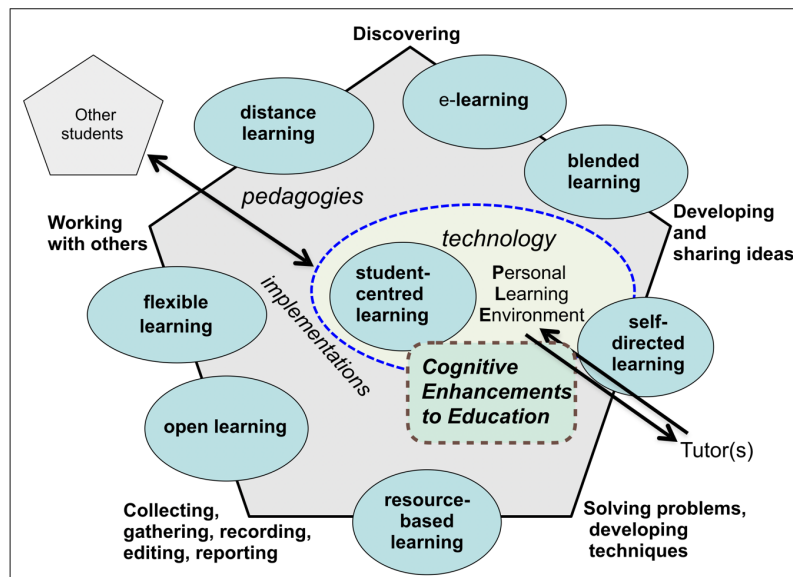 Discovering
Other
students
distance
learning
e-learning
blended
learning
pedagogies
Working
with others
Developing
and
sharing ideas
technology
student-
centred
learning
Personal
Learning
Environment
implementations
flexible
learning
self-
directed
learning
Cognitive
Enhancements
to Education
open learning
Tutor(s)
resource-
based
learning
Collecting,
gathering, recording,
editing, reporting
Solving problems,
developing
techniques